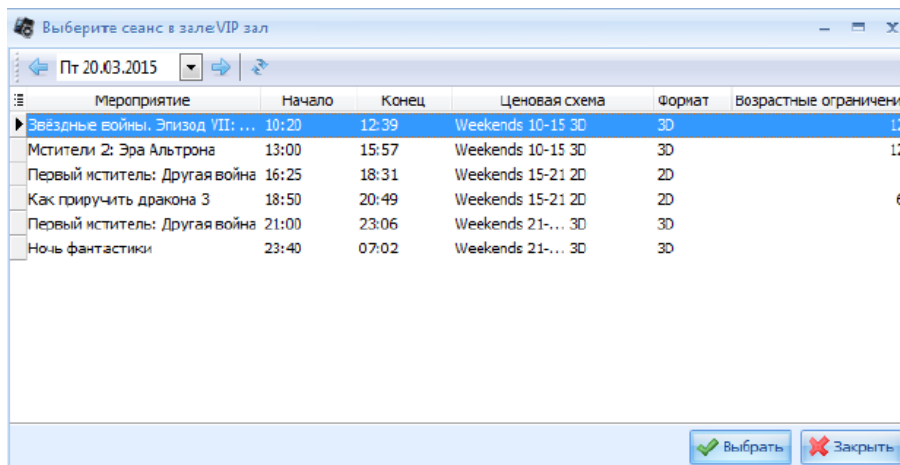 Выберите сеанс в зале:VIP зал
Пт 20.03.2015
Мероприятие Начало Конец Ценовая схема Формат Возрастные ограничени
Звёздные войны. Эпизод VII: ... 10:20 12:39 Weekends 10-15 3D 3D 12
Мстители 2: Эра Альтрона 13:00 15:57 Weekends 10-15 3D 3D 12
Первый мститель: Другая война 16:25 18:31 Weekends 15-21 2D 2D
Как приручить дракона 3 18:50 20:49 Weekends 15-21 2D 2D 6
Первый мститель: Другая война 21:00 23:06 Weekends 21-... 3D 3D
Ночь фантастики 23:40 07:02 Weekends 21-... 3D 3D
Выбрать Закрыть